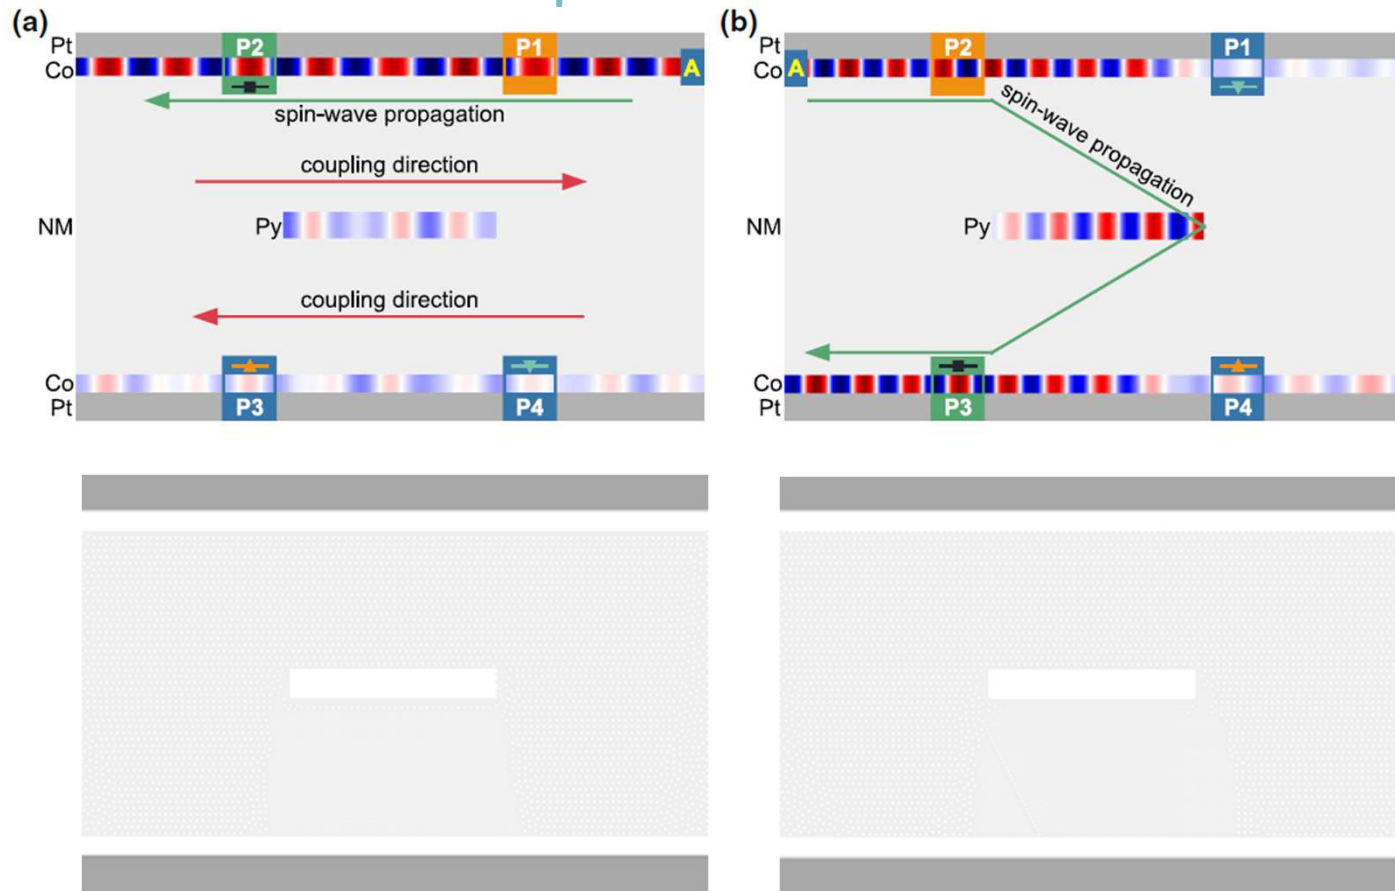 (a)
Pt
Co
P2
P1
A
spin-wave propagation
coupling direction
NM
Py
coupling direction
Co
Pt
P3
P4
(b)
Pt
Co
A
P2
P1
spin-wave propagation
NM
Py
Co
Pt
P3
P4